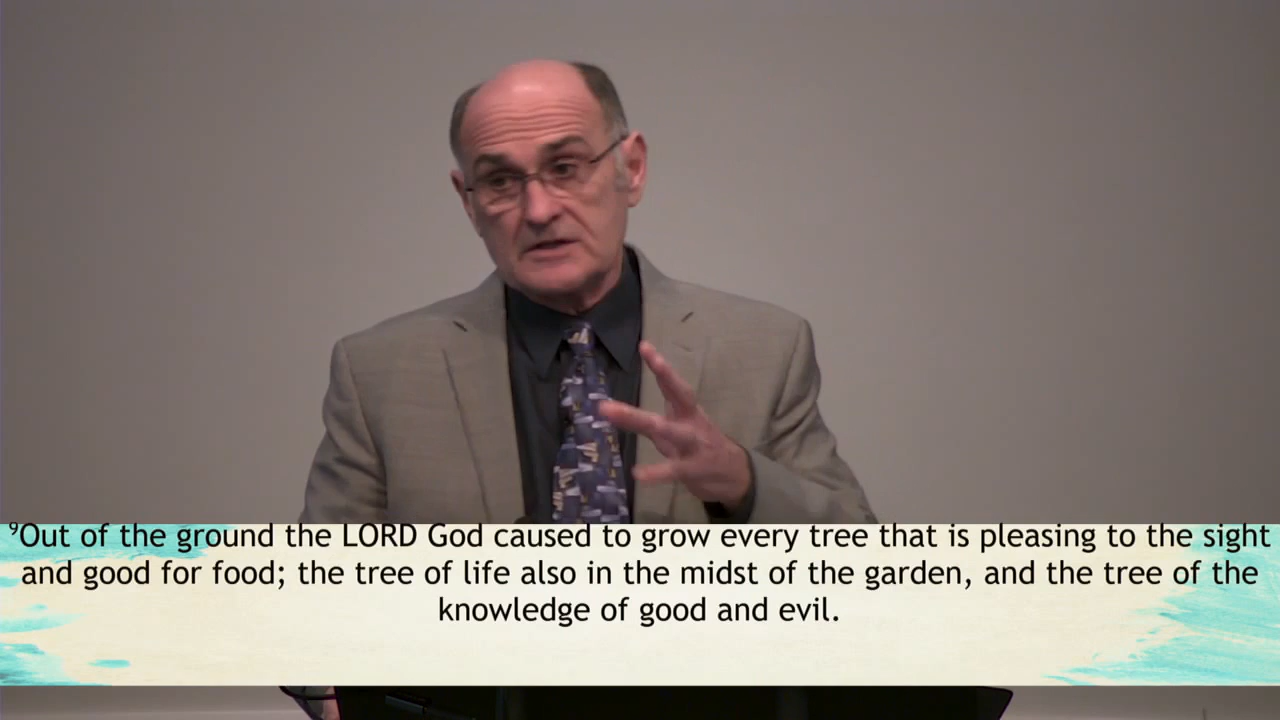 ⁹Out of the ground the LORD God caused to grow every tree that is pleasing to the sight
and good for food; the tree of life also in the midst of the garden, and the tree of the
knowledge of good and evil.